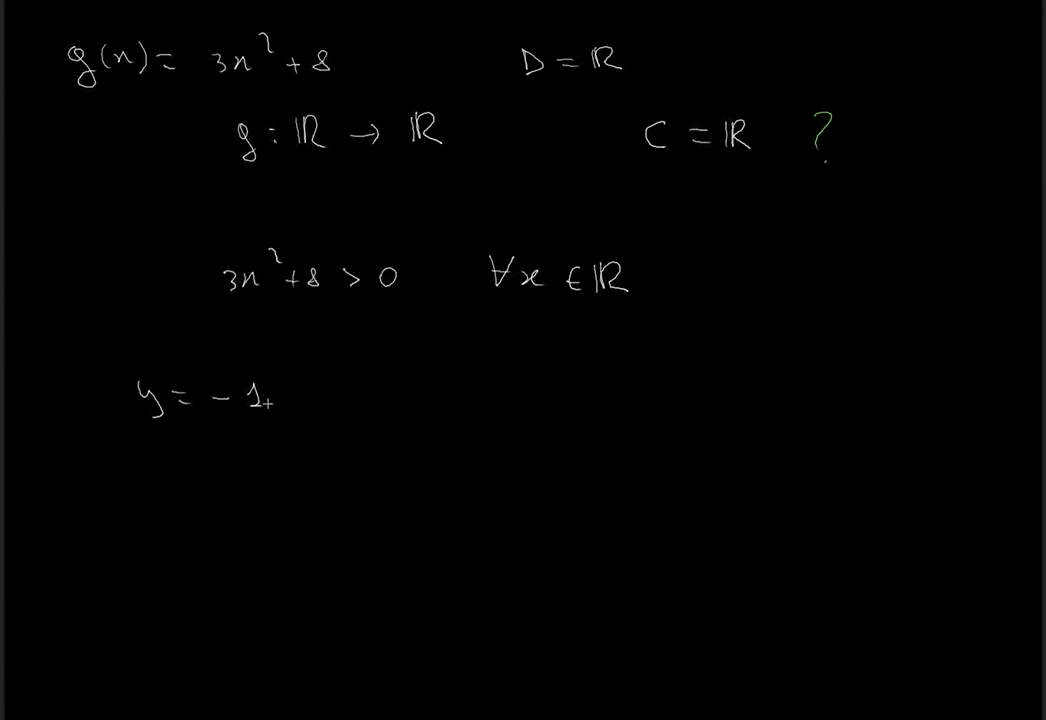 g(x) = 3x² + 8 D = ℝ
g : ℝ → ℝ C = ℝ ?
3x² + 8 > 0 ∀x ∈ ℝ
y = - 1